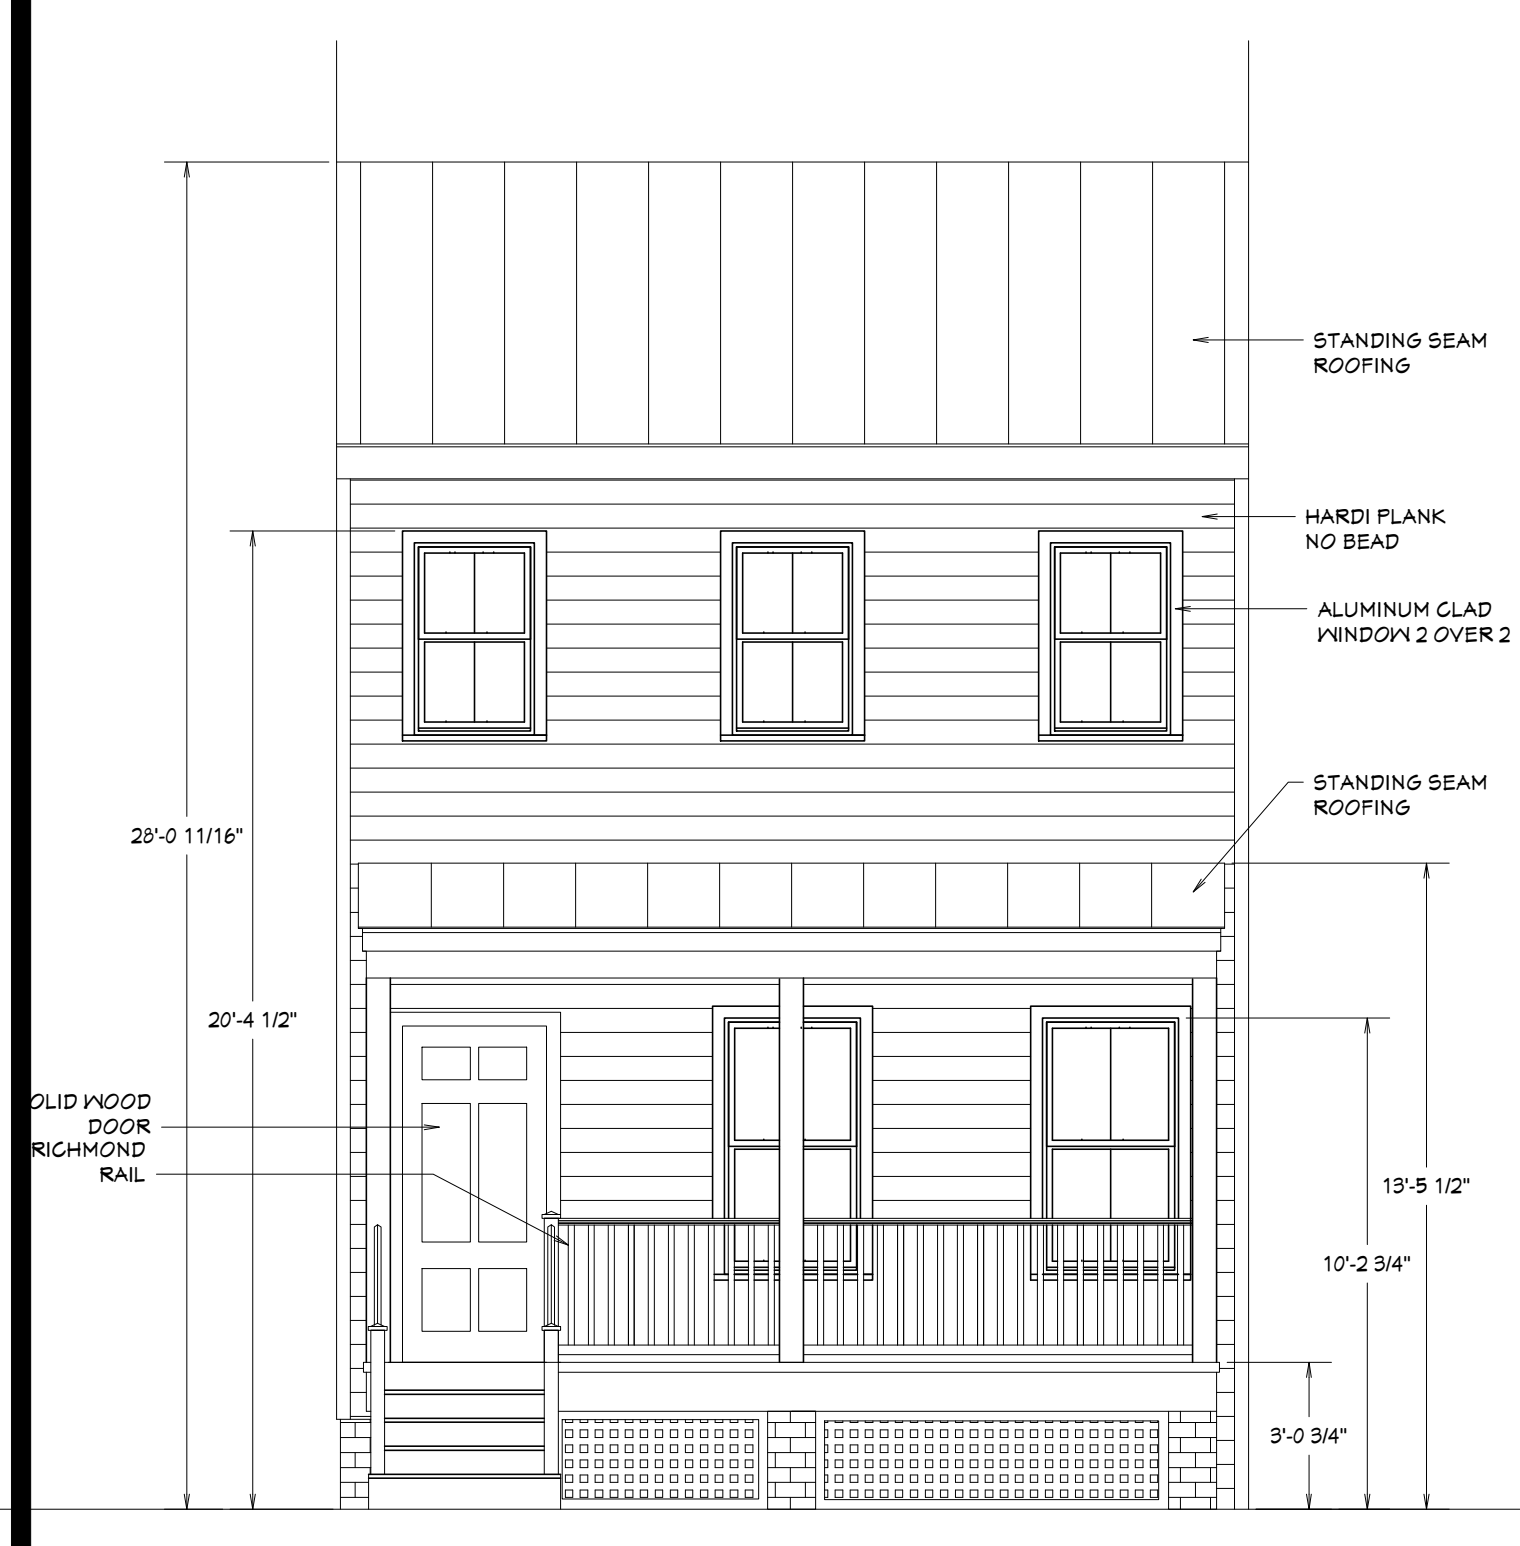 STANDING SEAM
ROOFING
HARDI PLANK
NO BEAD
ALUMINUM CLAD
WINDOW 2 OVER 2
STANDING SEAM
ROOFING
28'-0 11/16"
20'-4 1/2"
OLID WOOD
DOOR
RICHMOND
RAIL
13'-5 1/2"
10'-2 3/4"
3'-0 3/4"